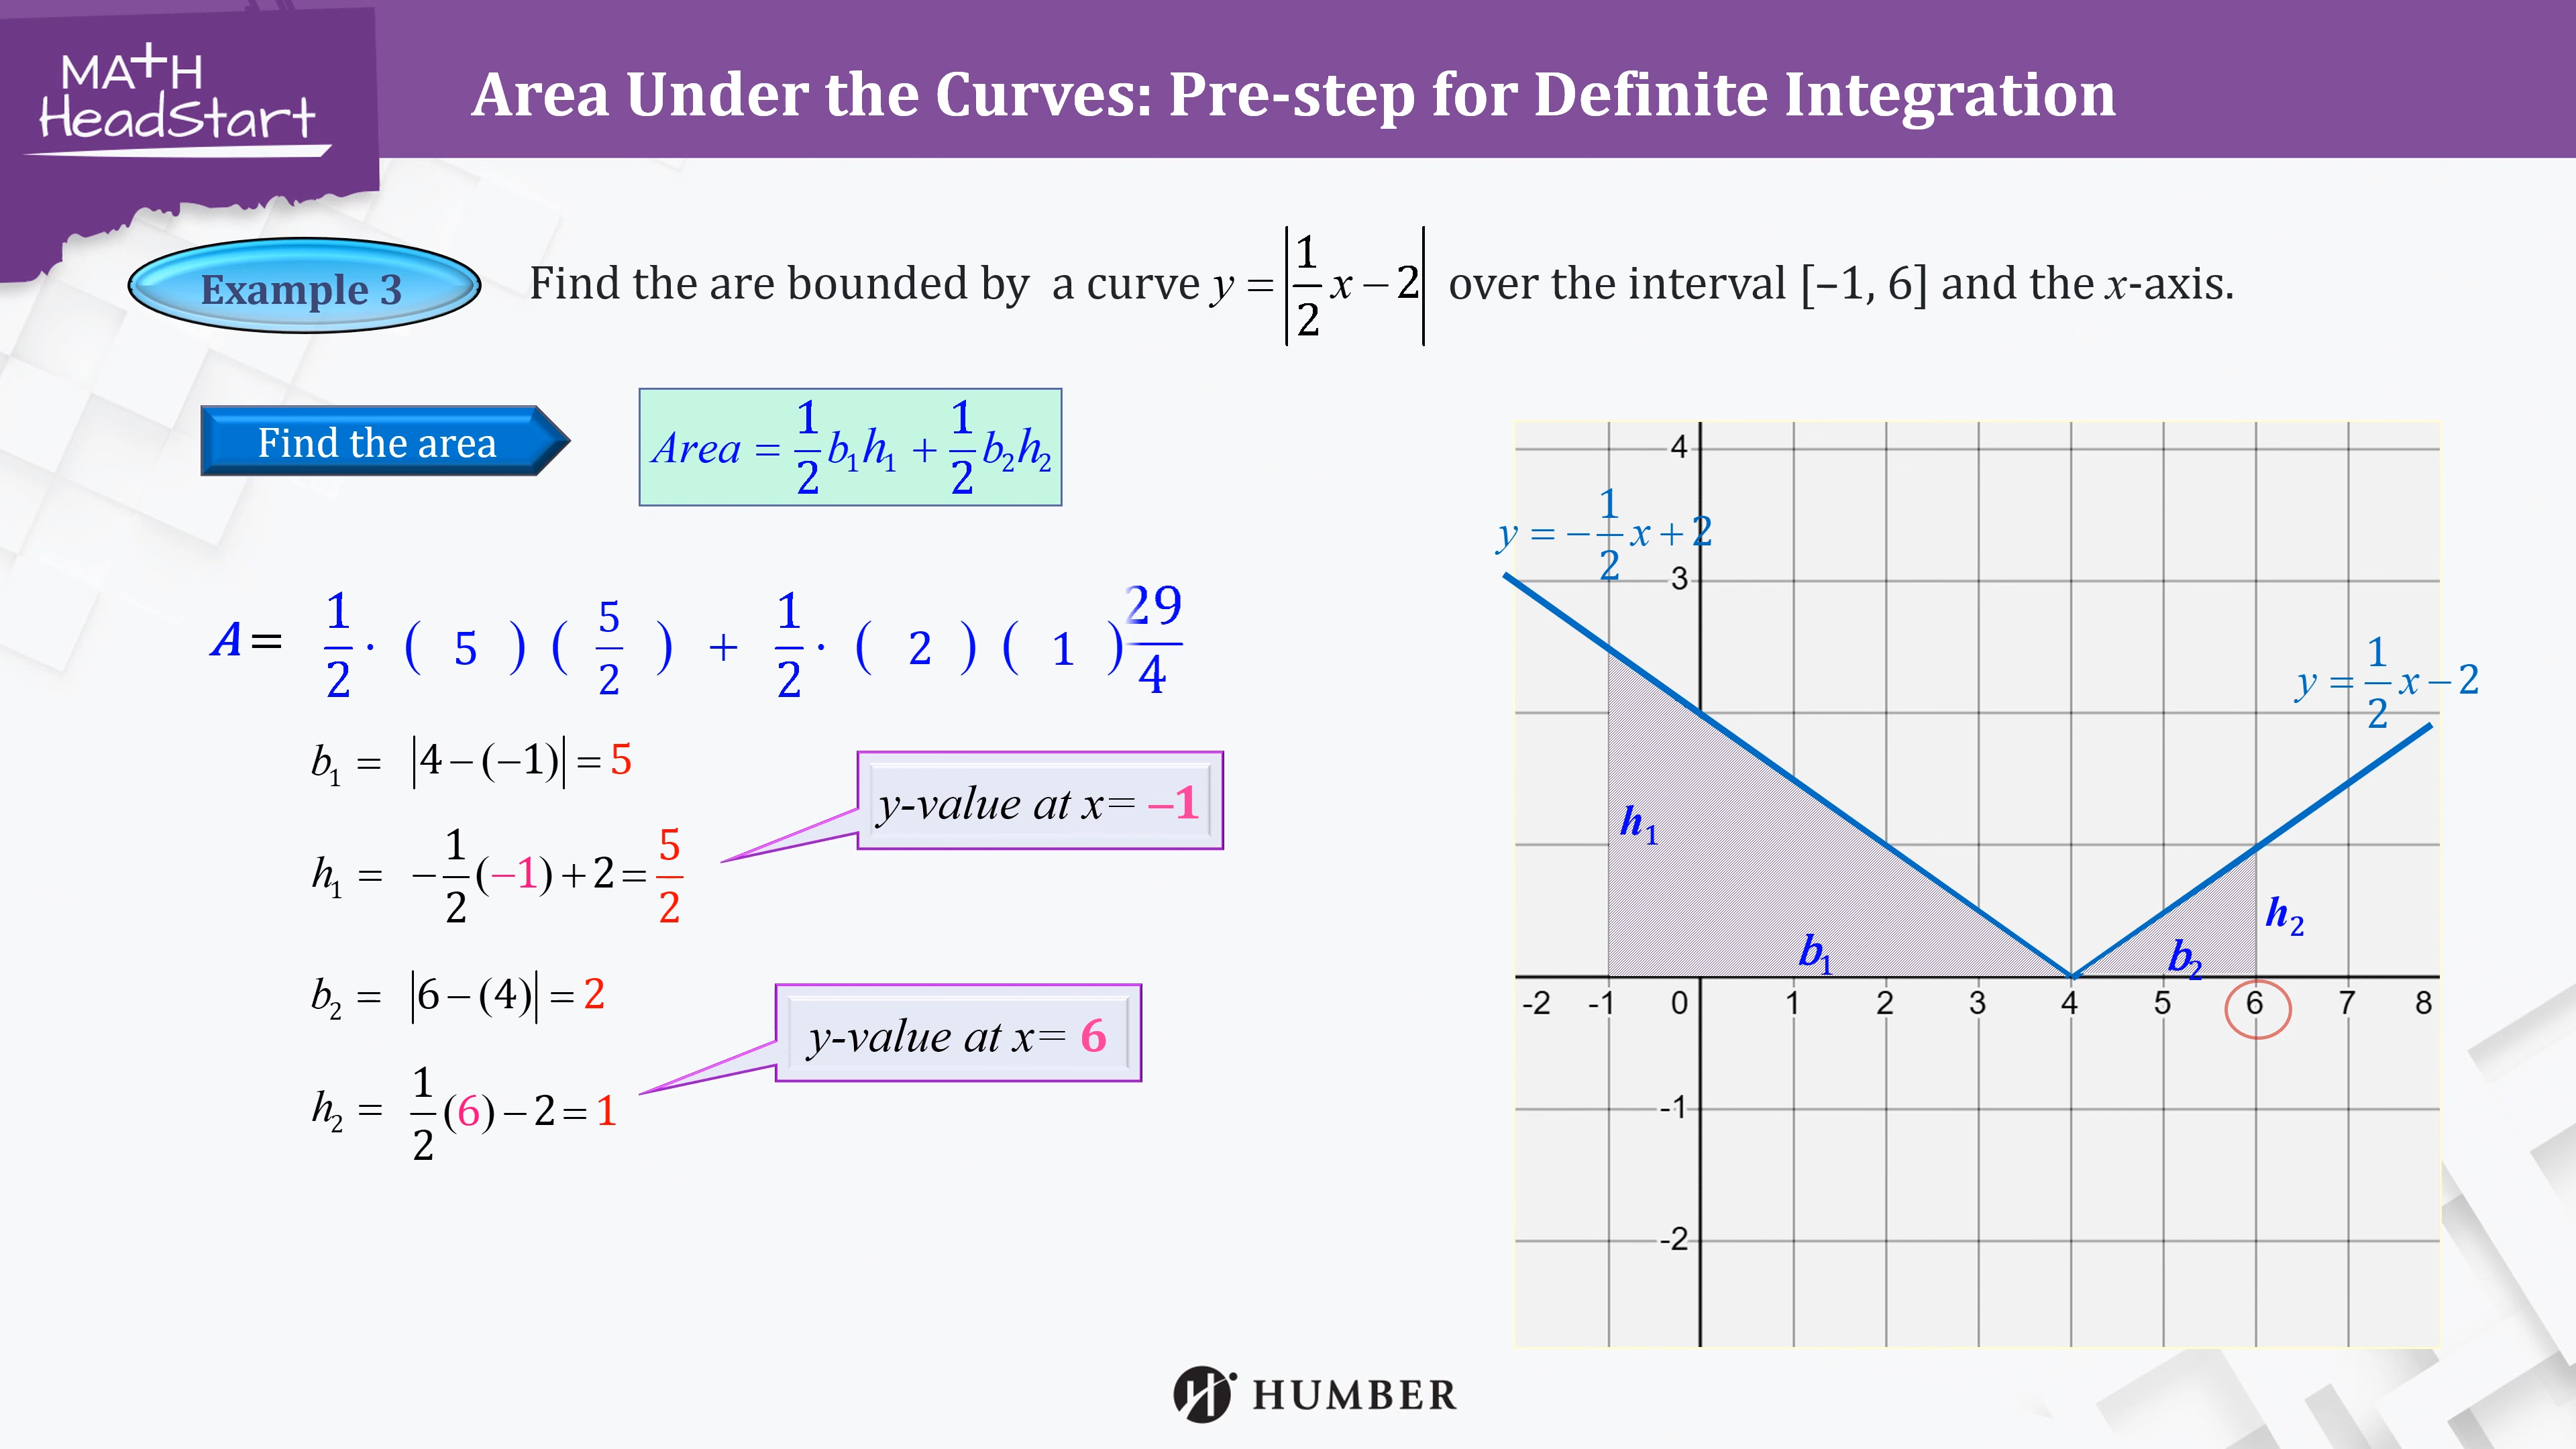 MATH
HeadStart
Area Under the Curves: Pre-step for Definite Integration
Example 3
Find the are bounded by a curve y = |1/2 x − 2| over the interval [−1, 6] and the x-axis.
Find the area
Area = 1/2 b₁h₁ + 1/2 b₂h₂
A = 1/2 · ( 5 ) ( 5/2 ) + 1/2 · ( 2 ) ( 1 ) 29/4
b₁ = |4 − (−1)| = 5
y-value at x= −1
h₁ = −1/2 (−1) + 2 = 5/2
b₂ = |6 − (4)| = 2
y-value at x= 6
h₂ = 1/2 (6) − 2 = 1
4
y = −1/2 x + 2
3
y = 1/2 x − 2
h₁
h₂
b₁
b₂
-2 -1 0 1 2 3 4 5 6 7 8
-1
-2
HUMBER